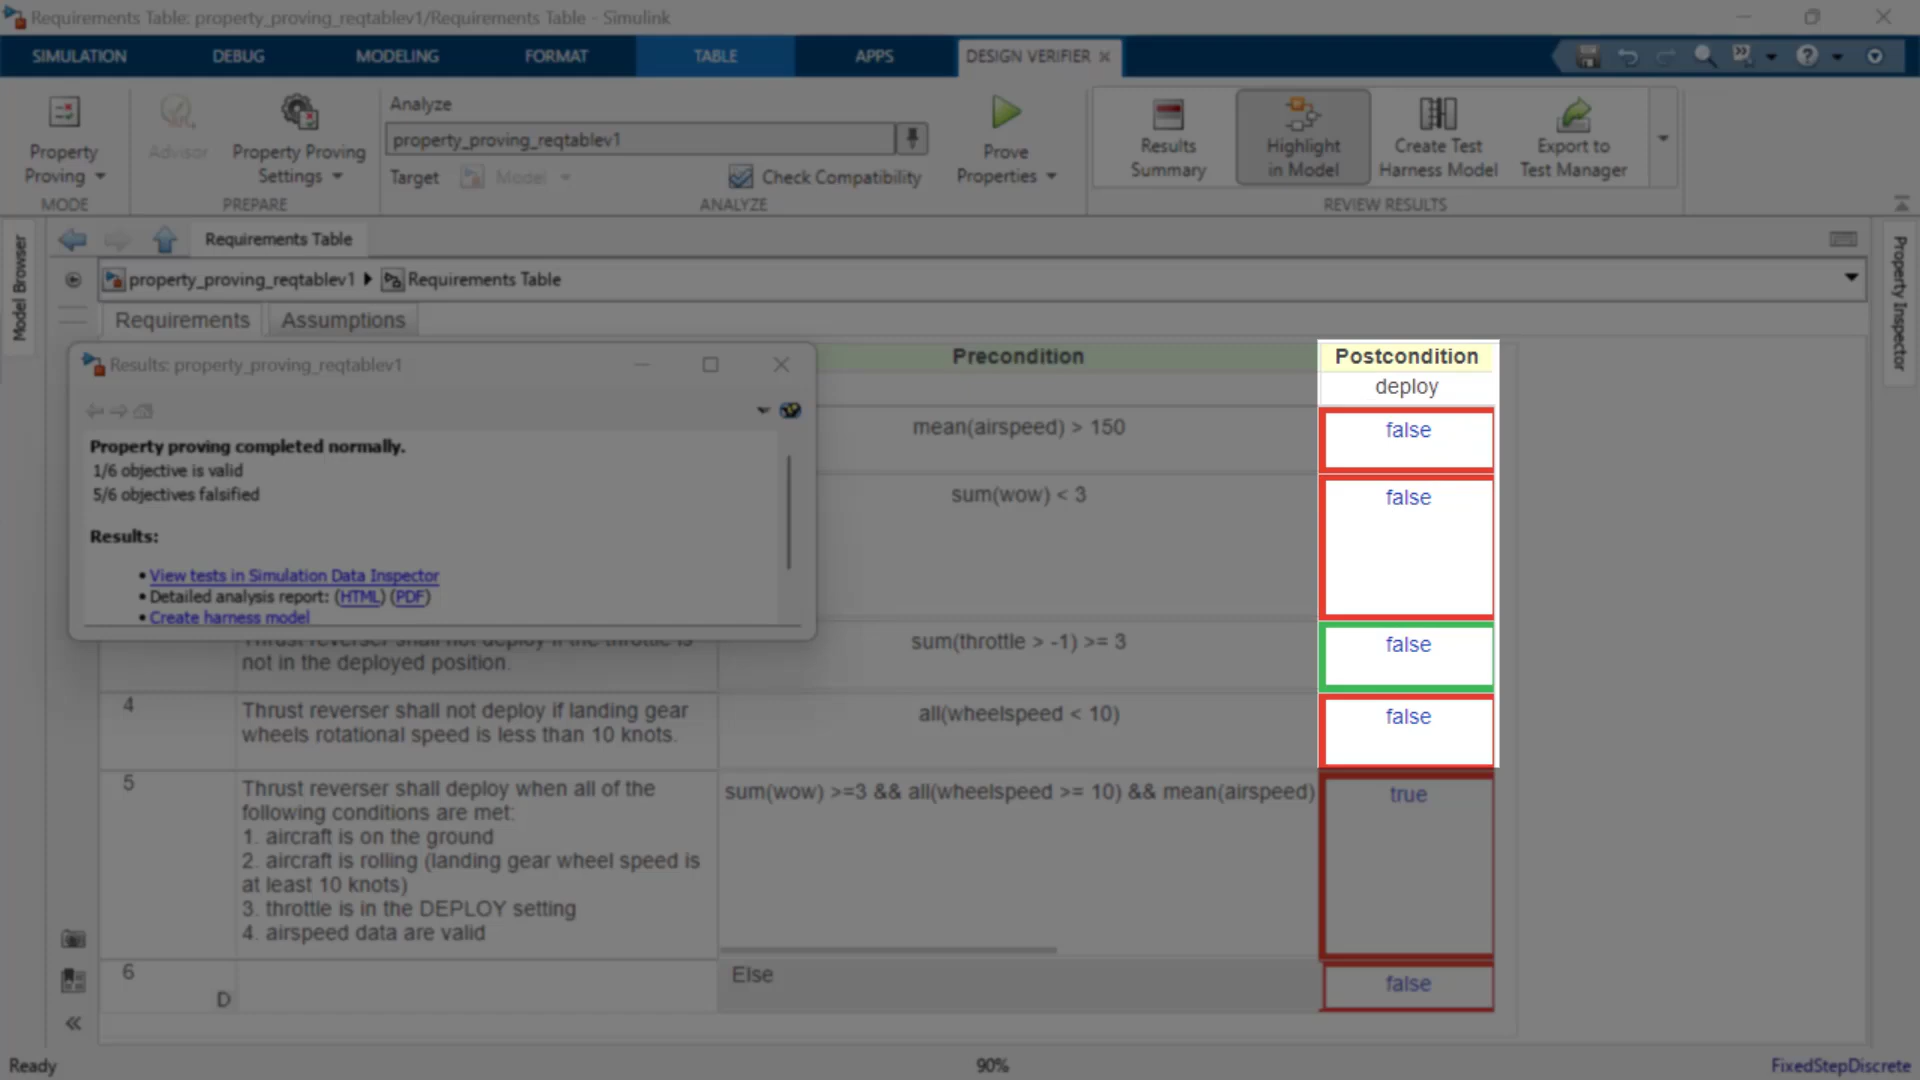 Requirements Table: property_proving_reqtablev1/Requirements Table - Simulink
SIMULATION DEBUG MODELING FORMAT TABLE APPS DESIGN VERIFIER
Property Proving
MODE
Advisor
Property Proving Settings
PREPARE
Analyze
property_proving_reqtablev1
Target Model Check Compatibility
Prove Properties
ANALYZE
Results Summary
Highlight in Model
Create Test Harness Model
Export to Test Manager
REVIEW RESULTS
Model Browser
Property Inspector
Requirements Table
property_proving_reqtablev1 Requirements Table
Requirements Assumptions
Results: property_proving_reqtablev1
Property proving completed normally.
1/6 objective is valid
5/6 objectives falsified
Results:
• View tests in Simulation Data Inspector
• Detailed analysis report: (HTML) (PDF)
• Create harness model
Precondition Postcondition
deploy
mean(airspeed) > 150 false
sum(wow) < 3 false
Thrust reverser shall not deploy if the throttle is
not in the deployed position.
sum(throttle > -1) >= 3 false
4
Thrust reverser shall not deploy if landing gear
wheels rotational speed is less than 10 knots.
all(wheelspeed < 10) false
5
Thrust reverser shall deploy when all of the
following conditions are met:
1. aircraft is on the ground
2. aircraft is rolling (landing gear wheel speed is
at least 10 knots)
3. throttle is in the DEPLOY setting
4. airspeed data are valid
sum(wow) >=3 && all(wheelspeed >= 10) && mean(airspeed) true
6 D Else false
Ready 90% FixedStepDiscrete